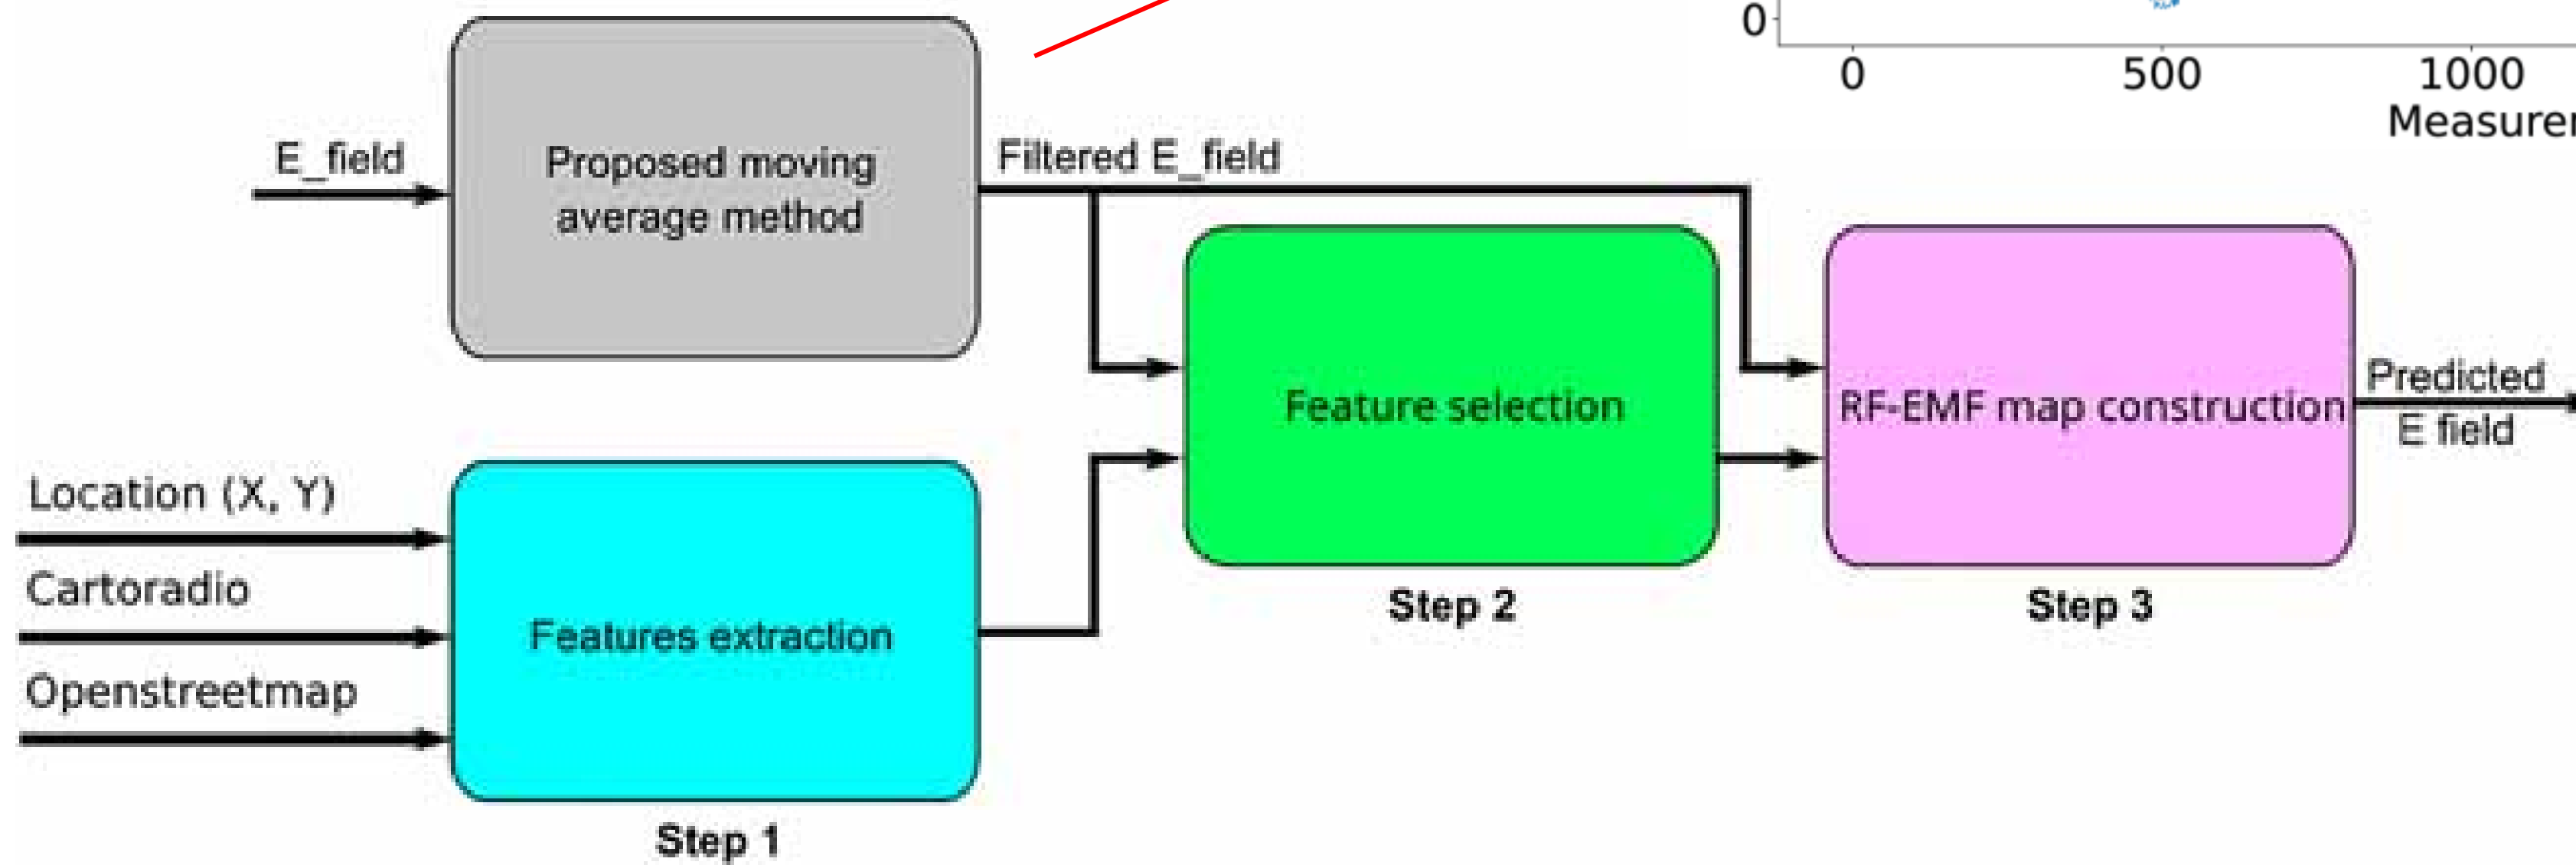 0
0 500 1000
E_field
Proposed moving
average method
Filtered E_field
Feature selection
Step 2
RF-EMF map construction
Step 3
Predicted
E field
Location (X, Y)
Cartoradio
Openstreetmap
Features extraction
Step 1